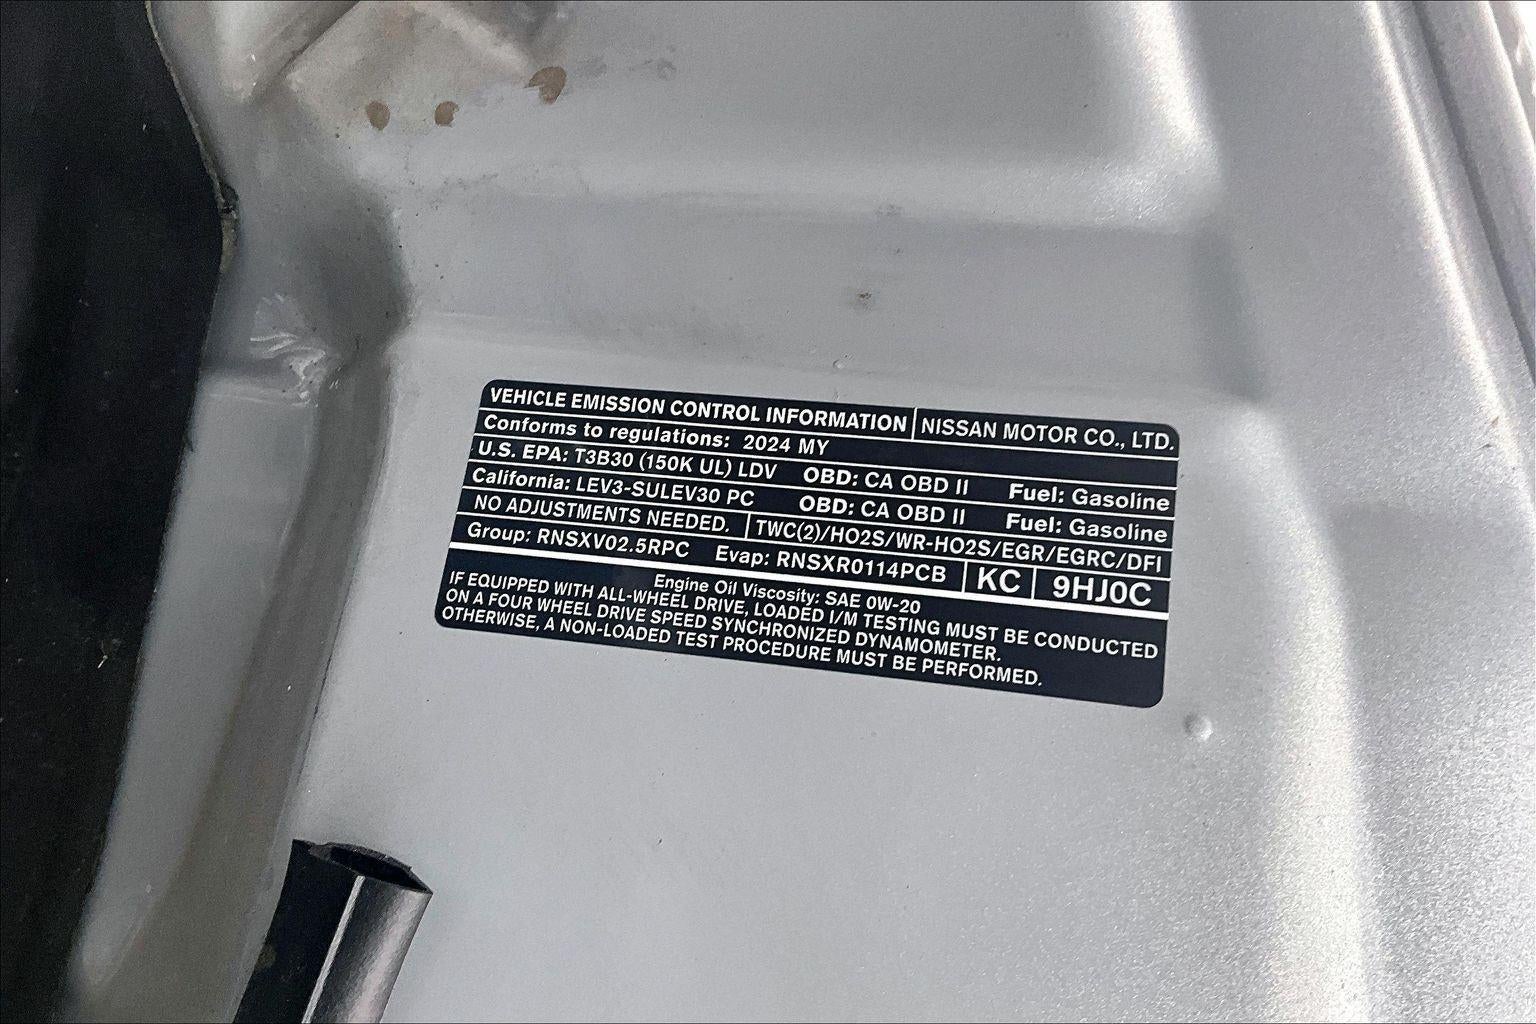 VEHICLE EMISSION CONTROL INFORMATION NISSAN MOTOR CO., LTD.
Conforms to regulations: 2024 MY
U.S. EPA: T3B30 (150K UL) LDV OBD: CA OBD II Fuel: Gasoline
California: LEV3-SULEV30 PC OBD: CA OBD II Fuel: Gasoline
NO ADJUSTMENTS NEEDED. TWC(2)/HO2S/WR-HO2S/EGR/EGRC/DFI
Group: RNSXV02.5RPC Evap: RNSXR0114PCB KC 9HJ0C
Engine Oil Viscosity: SAE 0W-20
IF EQUIPPED WITH ALL-WHEEL DRIVE, LOADED I/M TESTING MUST BE CONDUCTED
ON A FOUR WHEEL DRIVE SPEED SYNCHRONIZED DYNAMOMETER.
OTHERWISE, A NON-LOADED TEST PROCEDURE MUST BE PERFORMED.